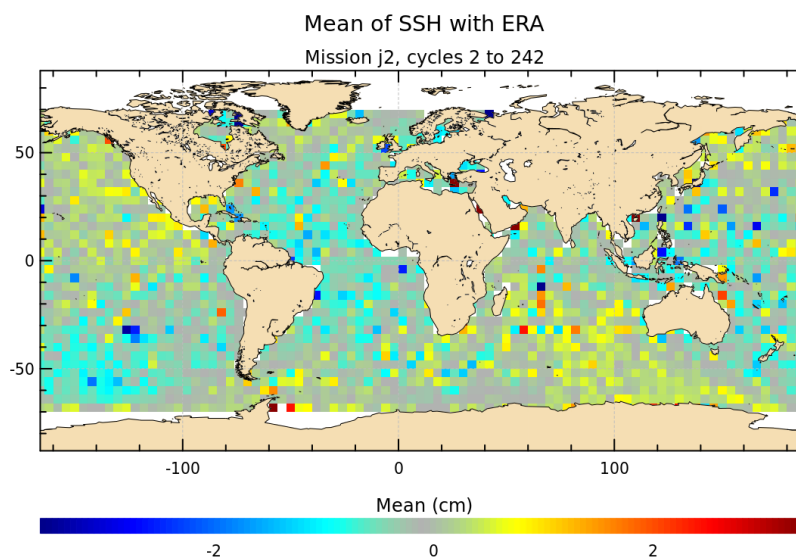 Mean of SSH with ERA
Mission j2, cycles 2 to 242
50
0
-50
-100 0 100
Mean (cm)
-2 0 2